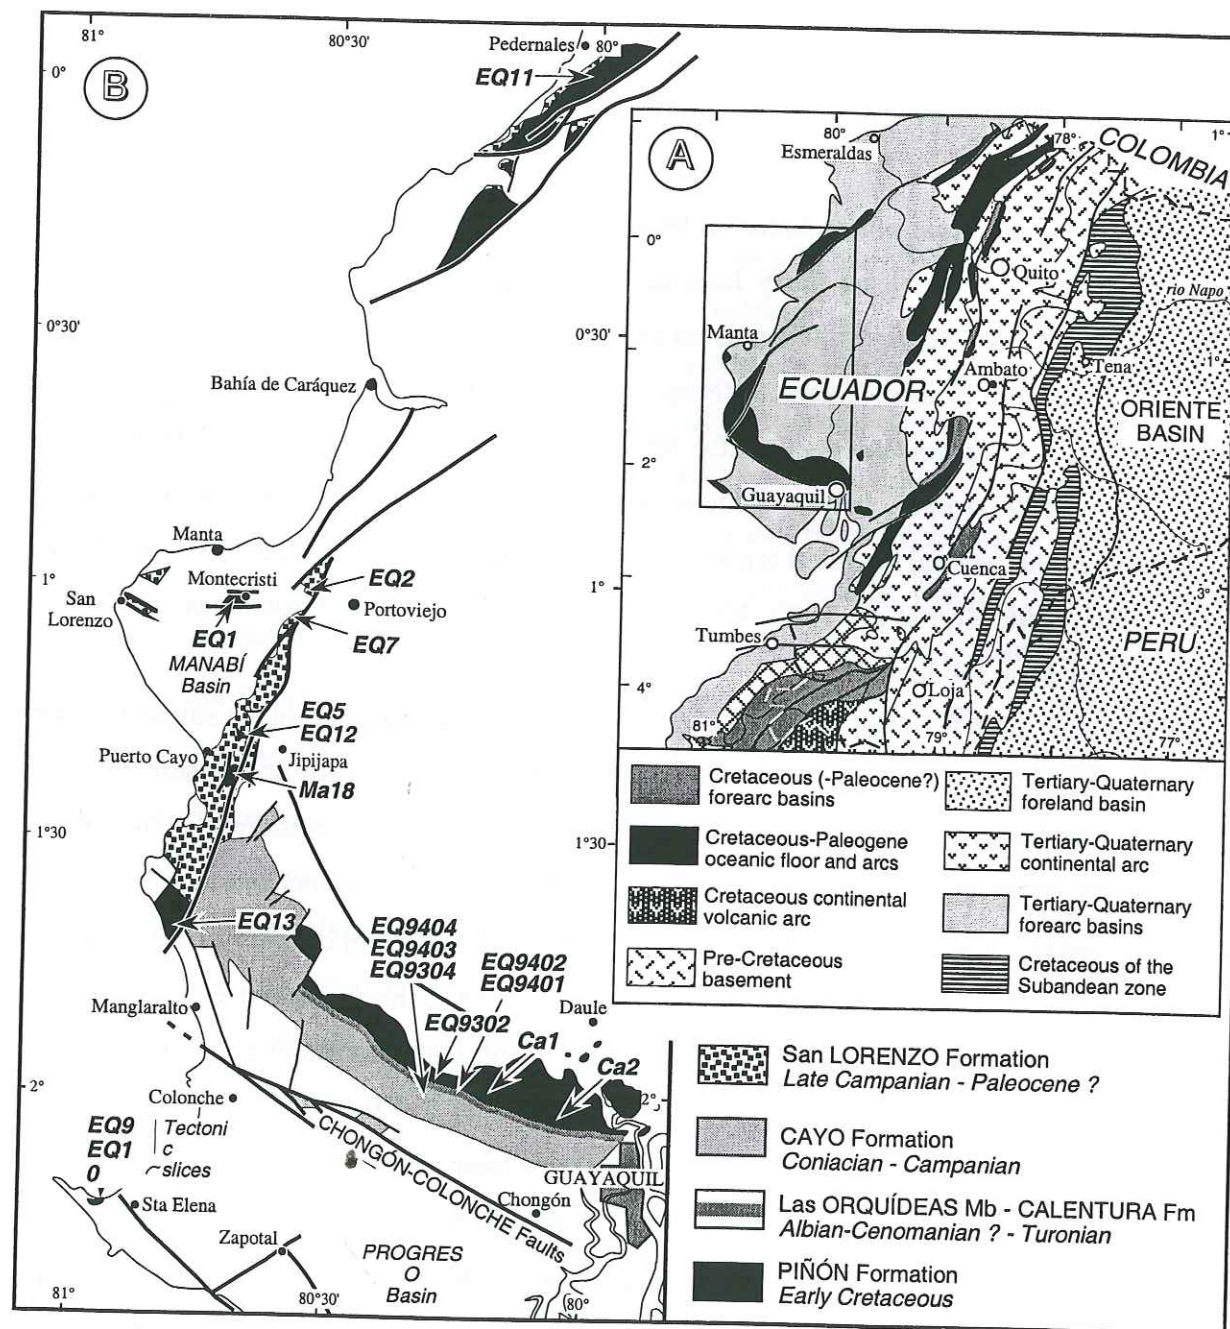 81°
80°30'
Pedernales
80°
0°
B
EQ11
A
80°
Esmeraldas
78°
COLOMBIA
1°
0°
Quito
rio Napo
0°30'
0°30'
Manta
1°
Ambato
Tena
Bahía de Caráquez
ECUADOR
ORIENTE
BASIN
2°
Guayaquil
Manta
1°
Montecristi
EQ2
1°
Cuenca
3°
San
Lorenzo
Portoviejo
EQ1
EQ7
Tumbes
PERU
MANABÍ
Basin
4°
Loja
EQ5
EQ12
81°
79°
77°
Puerto Cayo
Jipijapa
Ma18
Cretaceous (-Paleocene?)
forearc basins
Tertiary-Quaternary
foreland basin
1°30'
1°30'
Cretaceous-Paleogene
oceanic floor and arcs
Tertiary-Quaternary
continental arc
Cretaceous continental
volcanic arc
Tertiary-Quaternary
forearc basins
EQ13
EQ9404
EQ9403
EQ9304
EQ9402
EQ9401
Pre-Cretaceous
basement
Cretaceous of the
Subandean zone
Manglaralto
Daule
EQ9302
Ca1
Ca2
San LORENZO Formation
Late Campanian - Paleocene ?
2°
2°
Colonche
EQ9
EQ1
0
Tectoni
c
slices
CHONGÓN-COLONCHE Faults
CAYO Formation
Coniacian - Campanian
GUAYAQUIL
Sta Elena
Chongón
Las ORQUÍDEAS Mb - CALENTURA Fm
Albian-Cenomanian ? - Turonian
Zapotal
PROGRES
O
Basin
PIÑÓN Formation
Early Cretaceous
81°
80°30'
80°